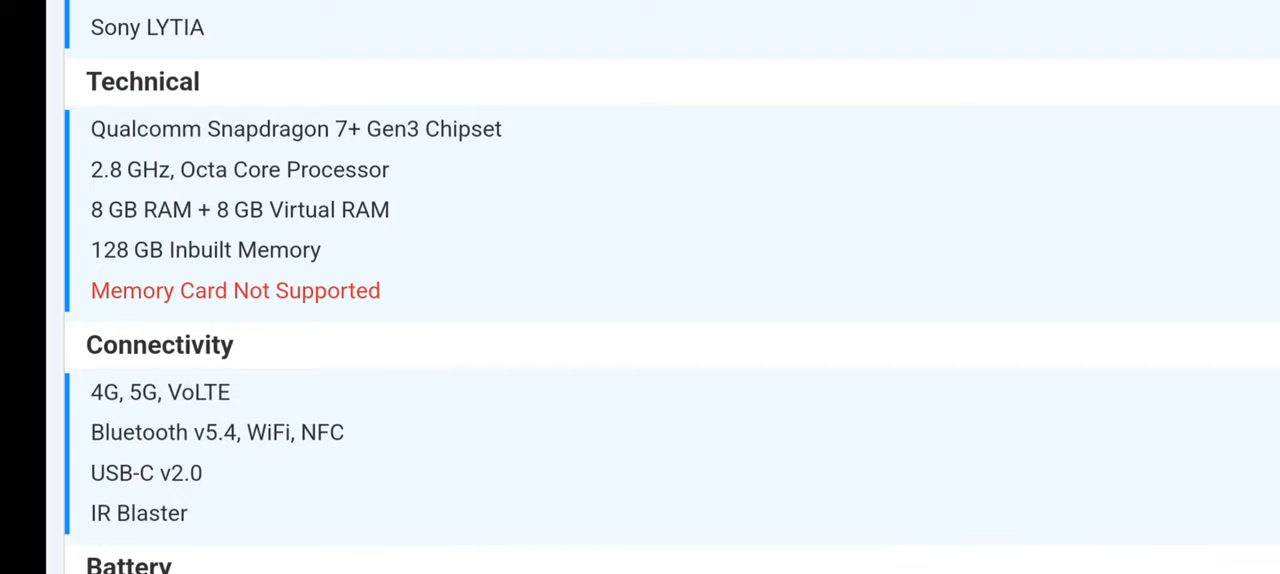 Sony LYTIA
Technical
Qualcomm Snapdragon 7+ Gen3 Chipset
2.8 GHz, Octa Core Processor
8 GB RAM + 8 GB Virtual RAM
128 GB Inbuilt Memory
Memory Card Not Supported
Connectivity
4G, 5G, VoLTE
Bluetooth v5.4, WiFi, NFC
USB-C v2.0
IR Blaster
Battery